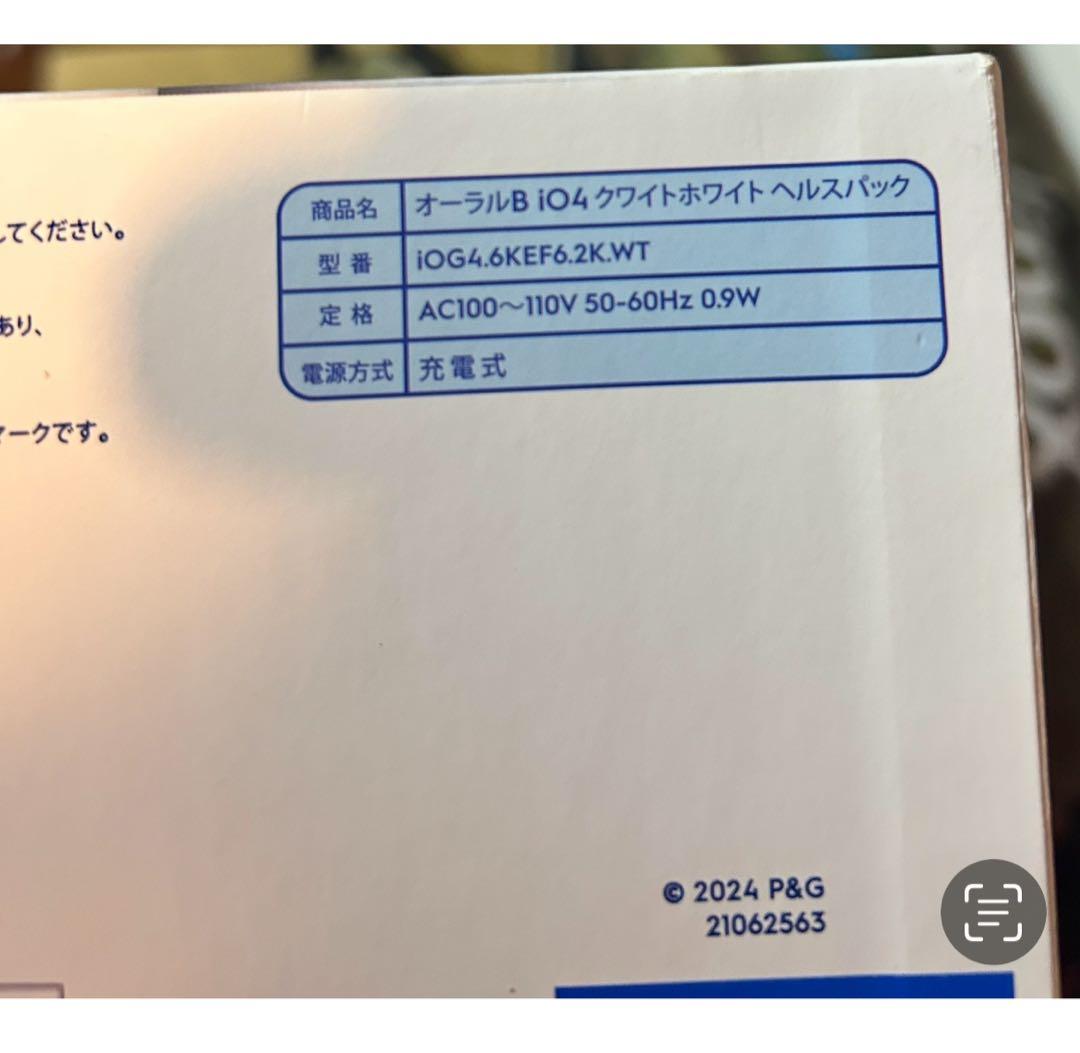 してください。
あり、
マークです。
商品名 オーラルB iO4 クワイトホワイト ヘルスパック
型番 iOG4.6KEF6.2K.WT
定格 AC100〜110V 50-60Hz 0.9W
電源方式 充電式
© 2024 P&G
21062563